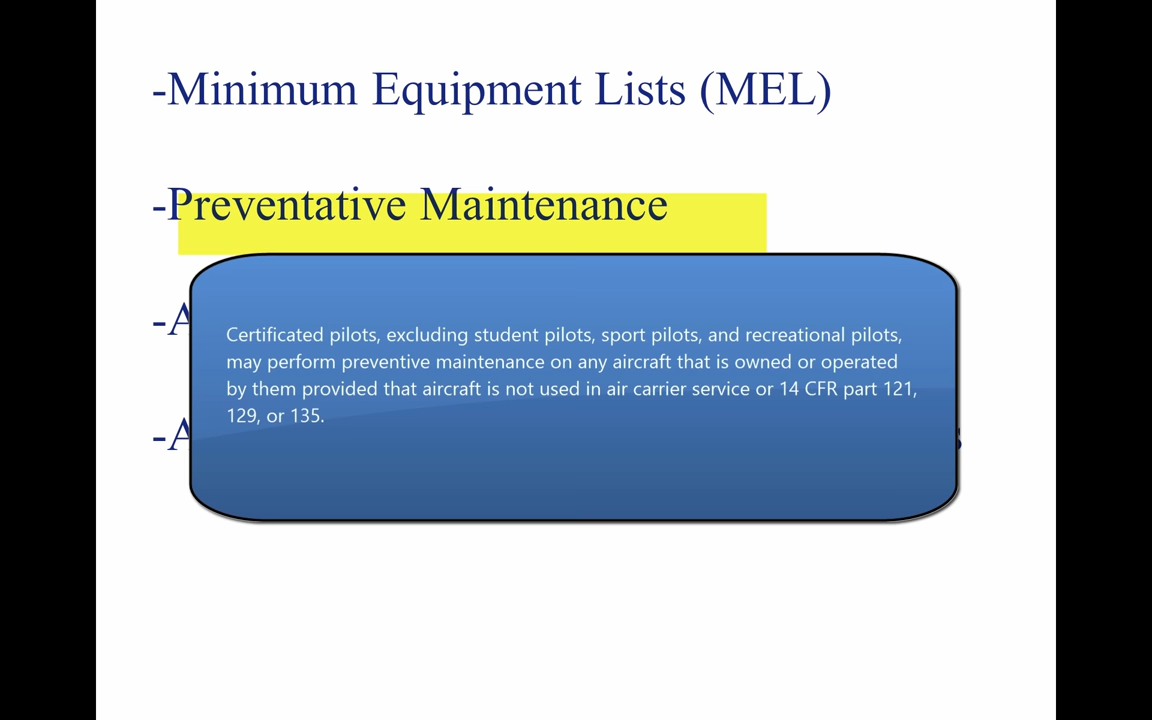 -Minimum Equipment Lists (MEL)
-Preventative Maintenance
Certificated pilots, excluding student pilots, sport pilots, and recreational pilots,
may perform preventive maintenance on any aircraft that is owned or operated
by them provided that aircraft is not used in air carrier service or 14 CFR part 121,
129, or 135.